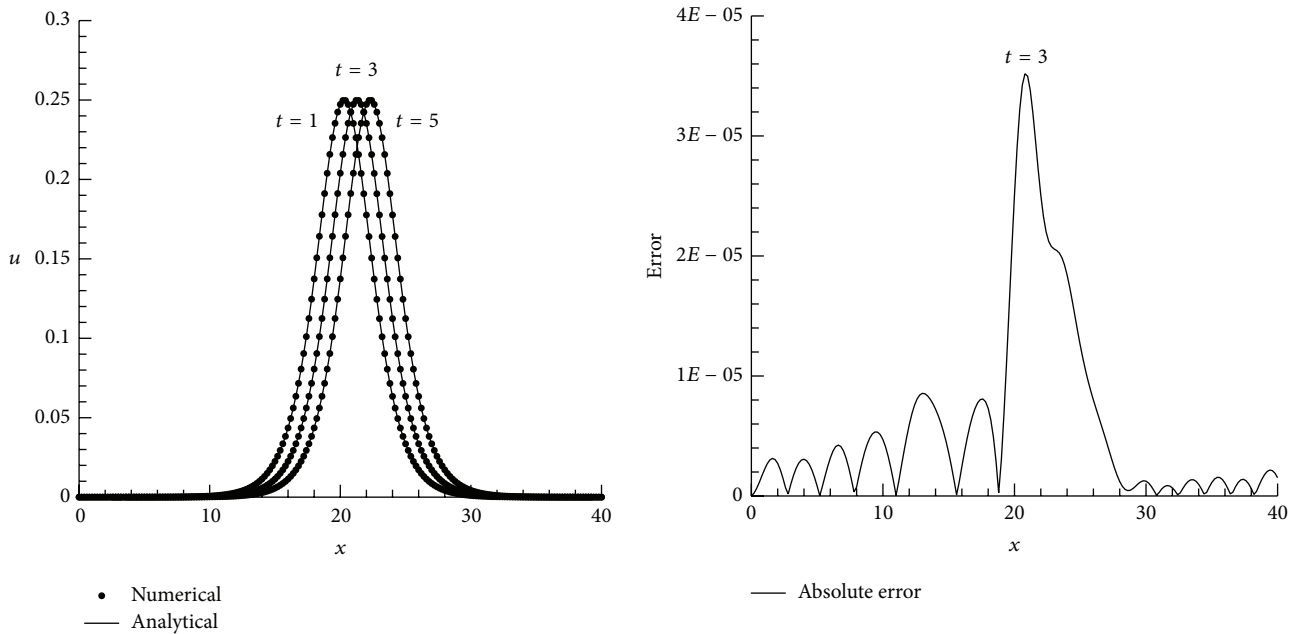 0.3
0.25
0.2
0.15
0.1
0.05
0
u
t = 3
t = 1
t = 5
0
10
20
30
40
x
Numerical
Analytical
4E − 05
3E − 05
2E − 05
1E − 05
0
Error
t = 3
0
10
20
30
40
x
Absolute error